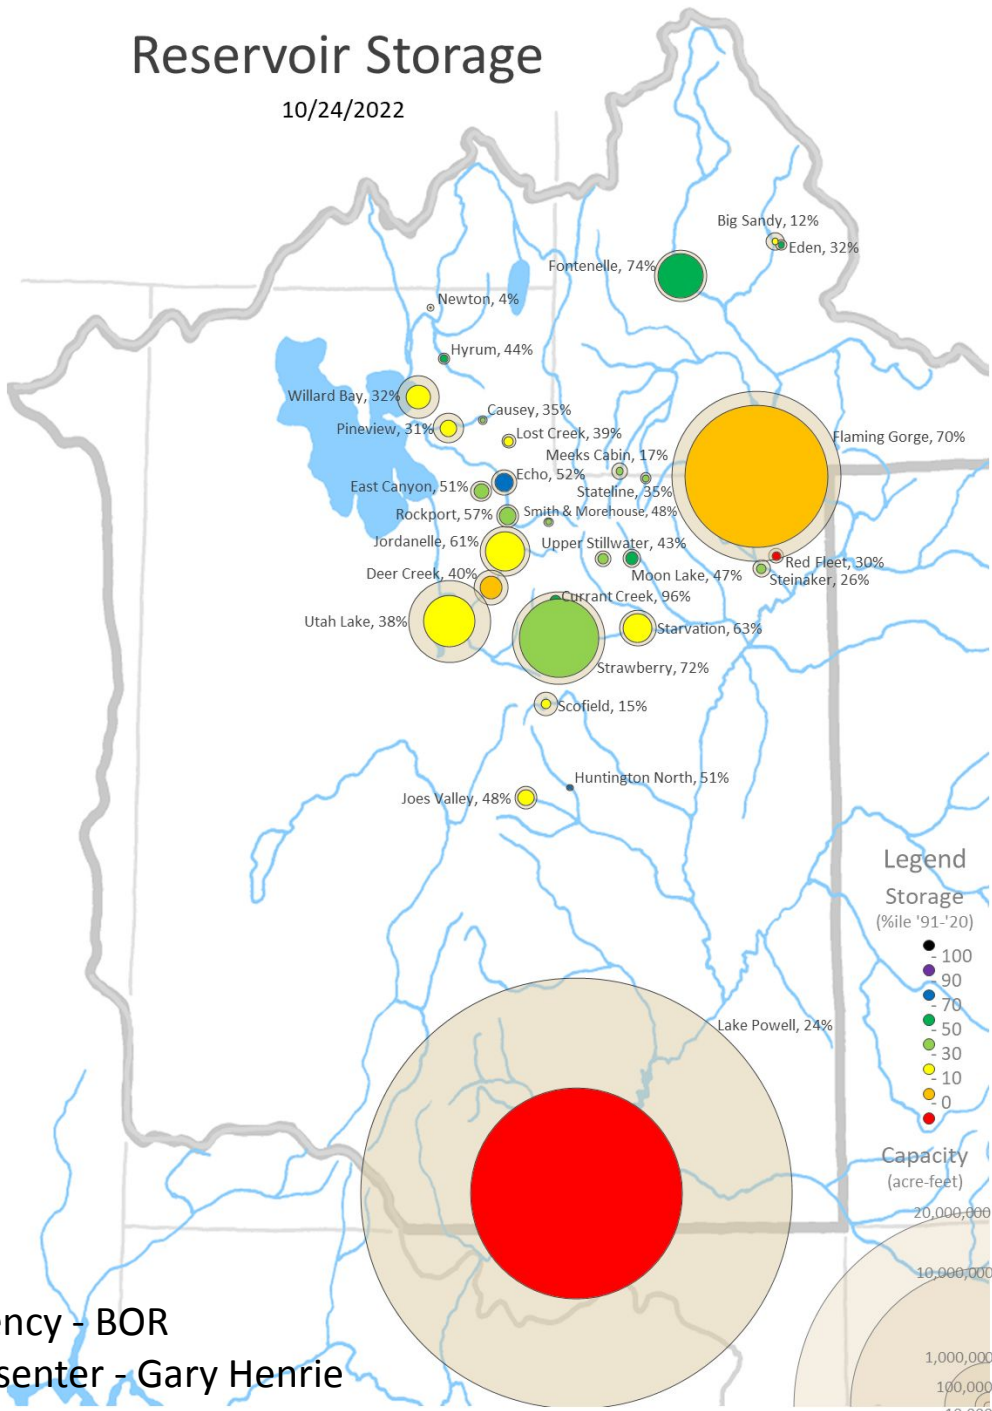 Reservoir Storage
10/24/2022
Big Sandy, 12%
Eden, 32%
Fontenelle, 74%
Newton, 4%
Hyrum, 44%
Willard Bay, 32%
Causey, 35%
Pineview, 31%
Lost Creek, 39%
Flaming Gorge, 70%
Meeks Cabin, 17%
Echo, 52%
East Canyon, 51%
Stateline, 35%
Rockport, 57%
Smith & Morehouse, 48%
Jordanelle, 61%
Upper Stillwater, 43%
Red Fleet, 30%
Deer Creek, 40%
Moon Lake, 47%
Steinaker, 26%
Currant Creek, 96%
Utah Lake, 38%
Starvation, 63%
Strawberry, 72%
Scofield, 15%
Huntington North, 51%
Joes Valley, 48%
Legend
Storage
(%ile '91-'20)
- 100
- 90
- 70
- 50
- 30
- 10
- 0
Lake Powell, 24%
Capacity
(acre-feet)
20,000,000
10,000,000
1,000,000
100,000
ency - BOR
senter - Gary Henrie